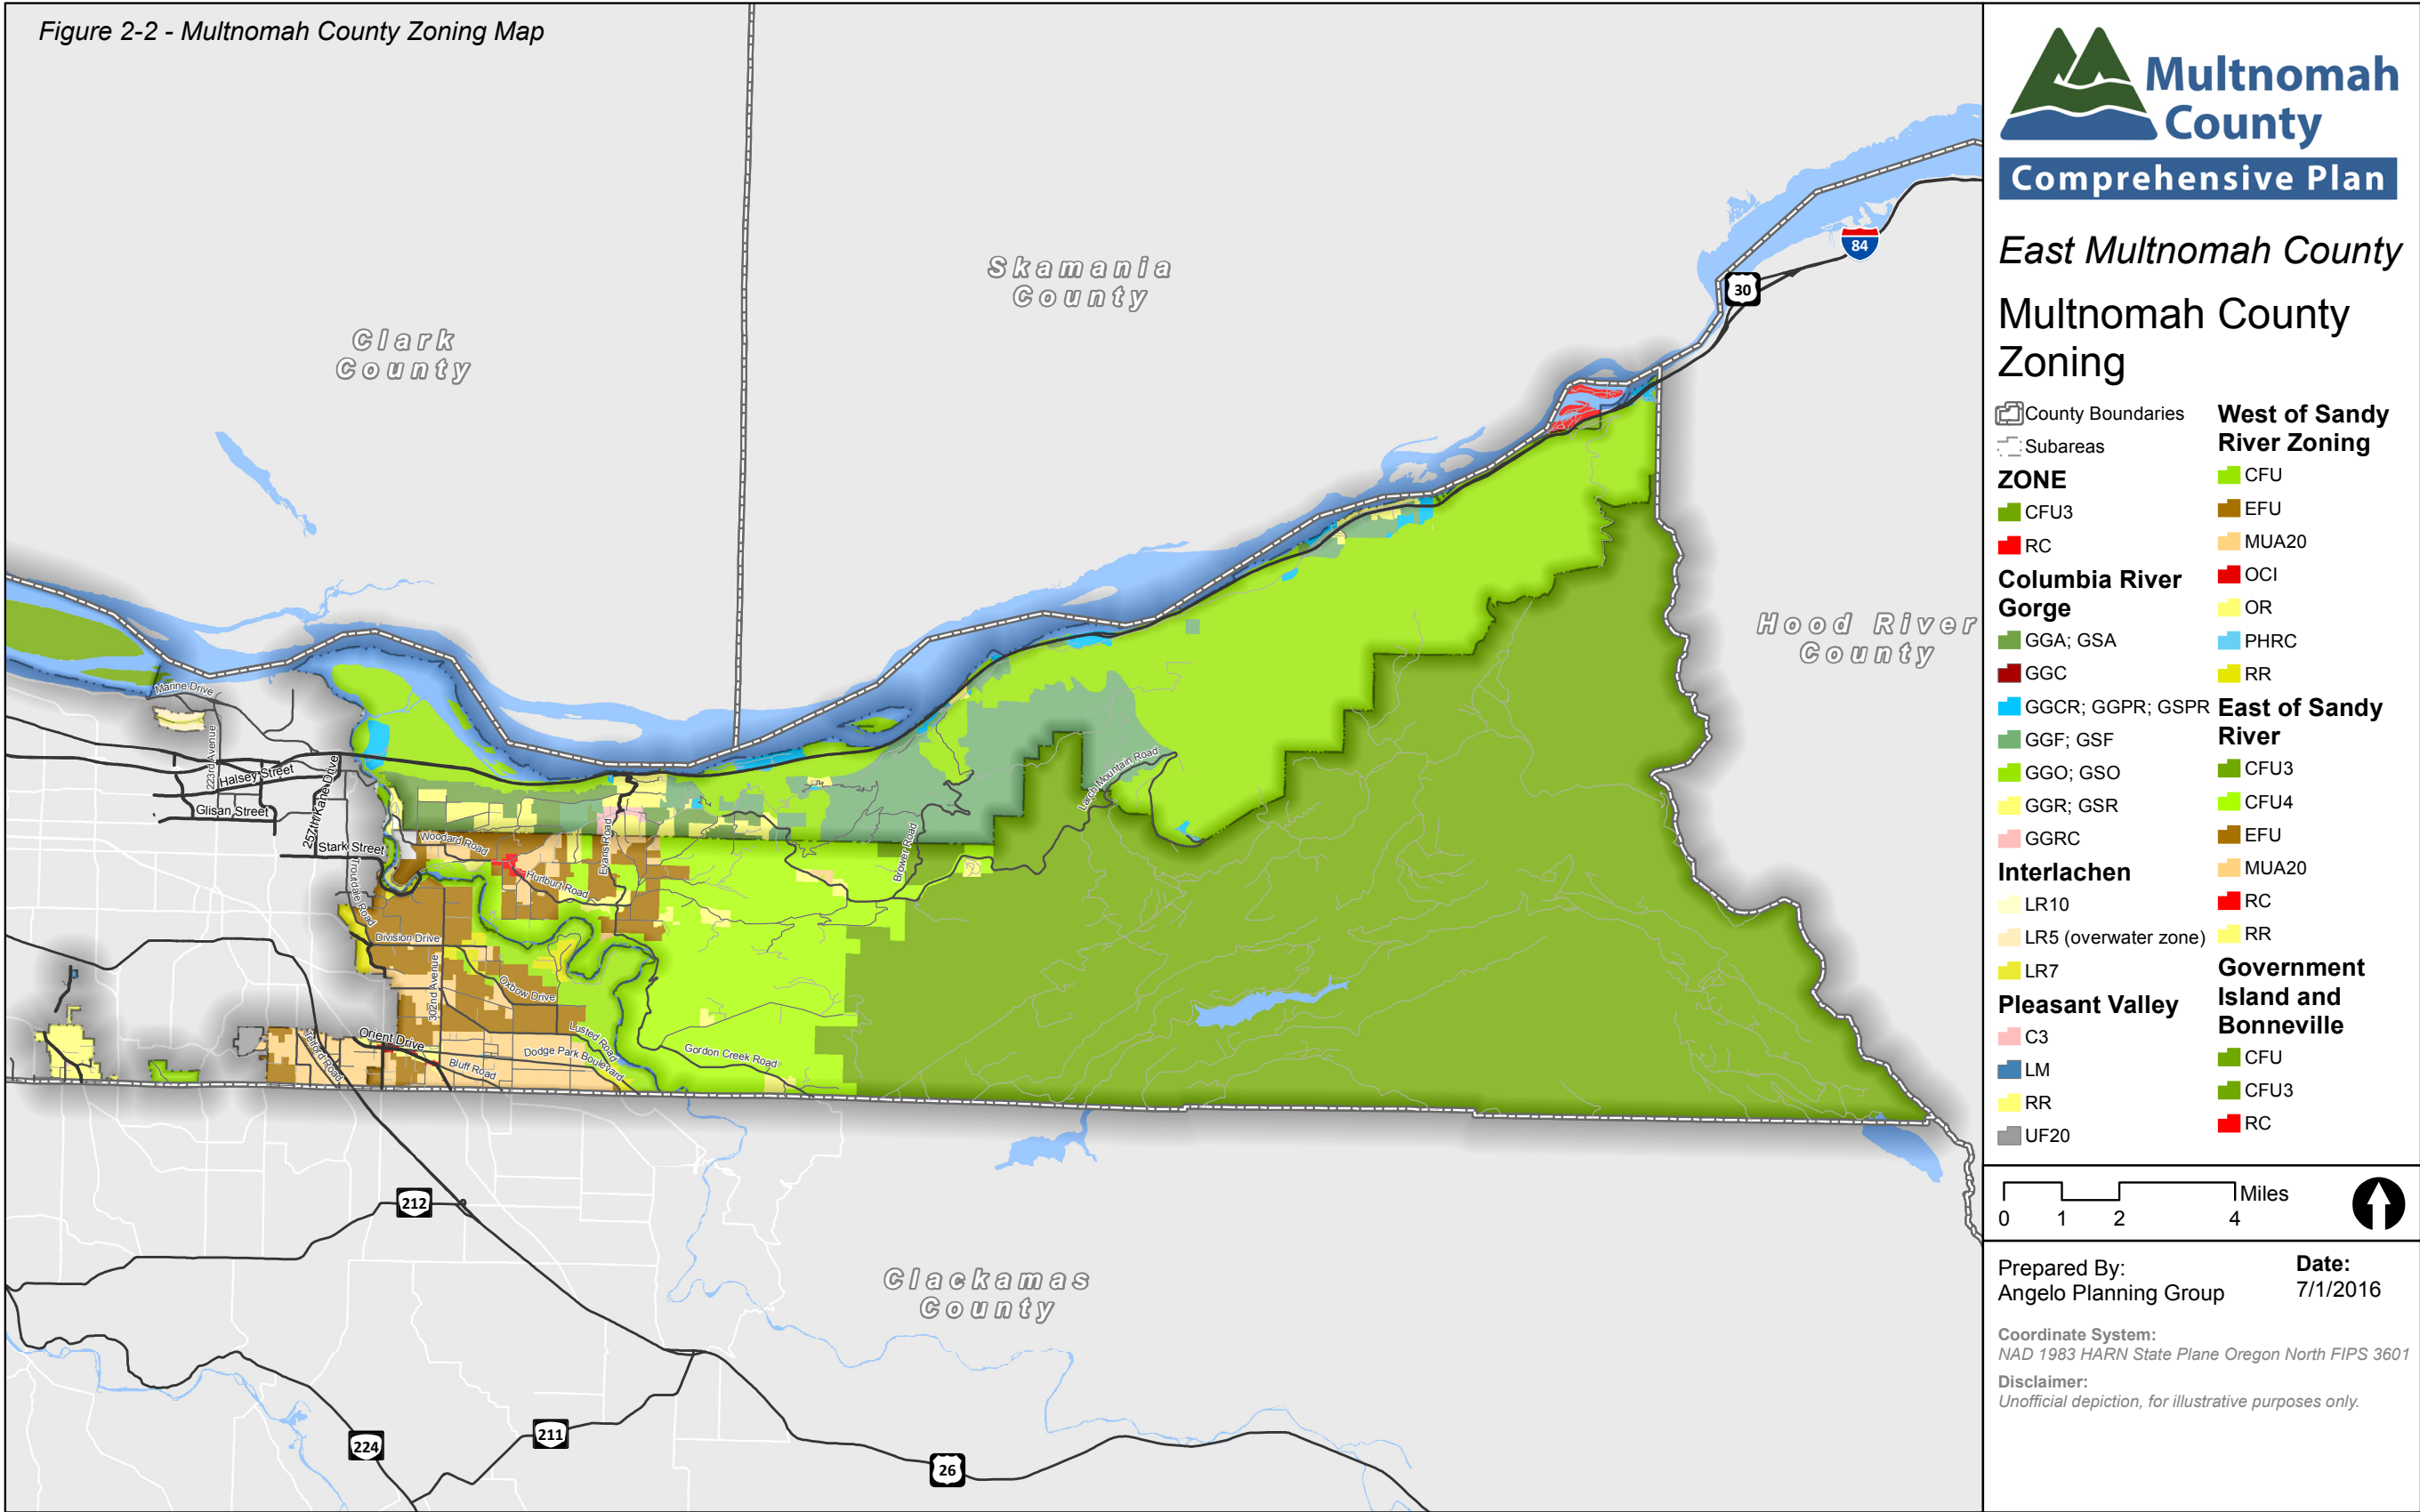 Figure 2-2 - Multnomah County Zoning Map
Clark
County
Skamania
County
Hood River
County
Clackamas
County
84
30
212
224
211
26
Marine Drive
223rd Avenue
Halsey Street
Glisan Street
257th/Kane Drive
Stark Street
Troutdale Road
Woodard Road
Evans Road
Hurlburt Road
Brower Road
Larch Mountain Road
Division Drive
302nd Avenue
Oxbow Drive
Lusted Road
Orient Drive
Telford Road
Bluff Road
Dodge Park Boulevard
Gordon Creek Road
Multnomah
County
Comprehensive Plan
East Multnomah County
Multnomah County
Zoning
County Boundaries
Subareas
ZONE
CFU3
RC
Columbia River
Gorge
GGA; GSA
GGC
GGCR; GGPR; GSPR
GGF; GSF
GGO; GSO
GGR; GSR
GGRC
Interlachen
LR10
LR5 (overwater zone)
LR7
Pleasant Valley
C3
LM
RR
UF20
West of Sandy
River Zoning
CFU
EFU
MUA20
OCI
OR
PHRC
RR
East of Sandy
River
CFU3
CFU4
EFU
MUA20
RC
RR
Government
Island and
Bonneville
CFU
CFU3
RC
Miles
0 1 2 4
Prepared By:
Angelo Planning Group
Date:
7/1/2016
Coordinate System:
NAD 1983 HARN State Plane Oregon North FIPS 3601
Disclaimer:
Unofficial depiction, for illustrative purposes only.